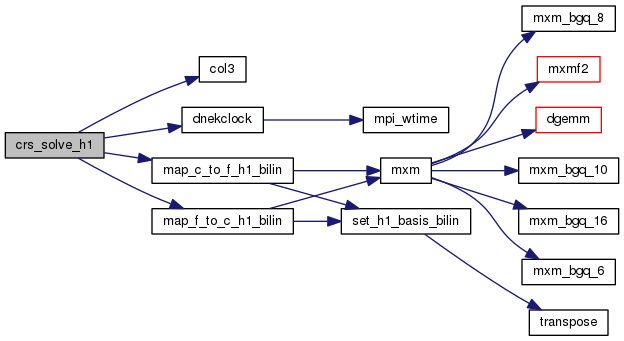 crs_solve_h1
col3
dnekclock
map_c_to_f_h1_bilin
map_f_to_c_h1_bilin
mpi_wtime
mxm
set_h1_basis_bilin
mxm_bgq_8
mxmf2
dgemm
mxm_bgq_10
mxm_bgq_16
mxm_bgq_6
transpose